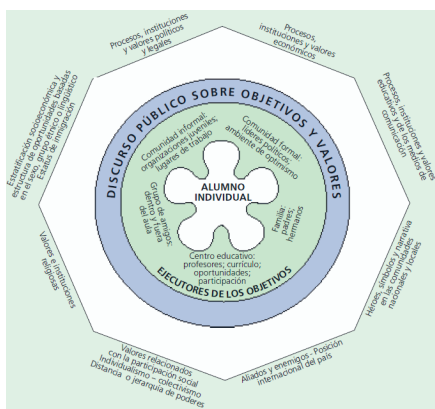 Procesos, instituciones
y valores políticos
y legales
Procesos,
instituciones y valores
económicos
Procesos, instituciones y valores
educativos y de los medios de
comunicación
Héroes, símbolos y narrativa
en las comunidades
nacionales y locales
Aliados y enemigos - Posición
internacional del país
Valores relacionados
con la participación social
Individualismo – colectivismo
Distancia o jerarquía de poderes
Valores e instituciones
religiosas
Estratificación socioeconómica y
estructura de oportunidades basadas
en el sexo, grupo étnico o lingüístico
Estatus de inmigración
DISCURSO PÚBLICO SOBRE OBJETIVOS Y VALORES
Comunidad informal:
organizaciones juveniles;
lugares de trabajo
Comunidad formal:
líderes políticos;
ambiente de optimismo
ALUMNO
INDIVIDUAL
Grupo de amigos:
dentro y fuera
del aula
Familia:
padres;
hermanos
Centro educativo:
profesores; currículo;
oportunidades;
participación
EJECUTORES DE LOS OBJETIVOS